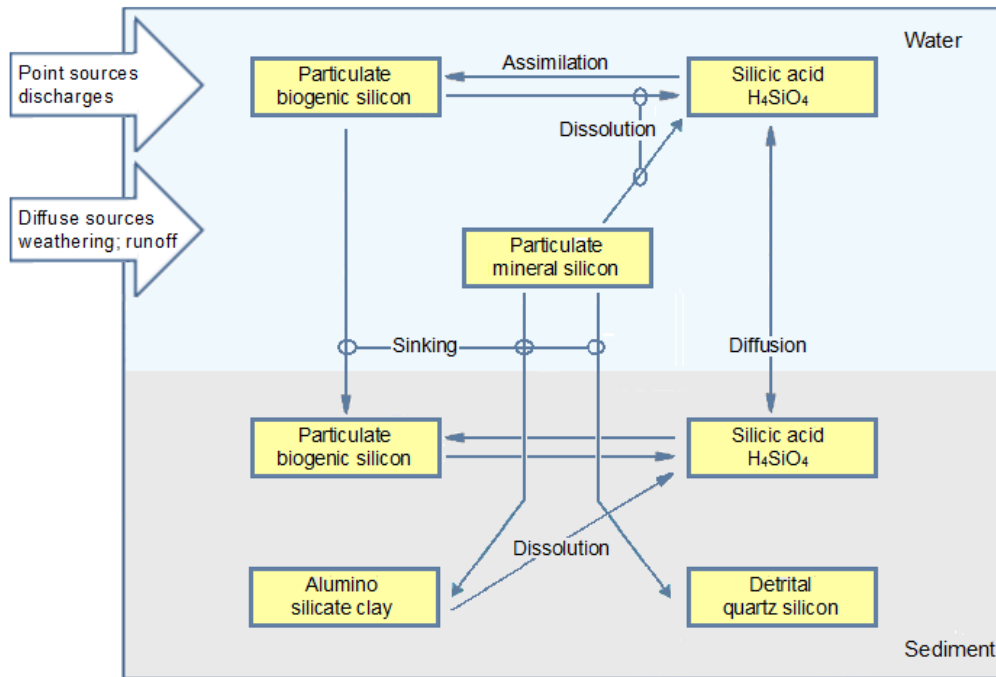 Water
Point sources
discharges
Particulate
biogenic silicon
Assimilation
Silicic acid
H₄SiO₄
Dissolution
Diffuse sources
weathering; runoff
Particulate
mineral silicon
Sinking
Diffusion
Particulate
biogenic silicon
Silicic acid
H₄SiO₄
Dissolution
Alumino
silicate clay
Detrital
quartz silicon
Sediment